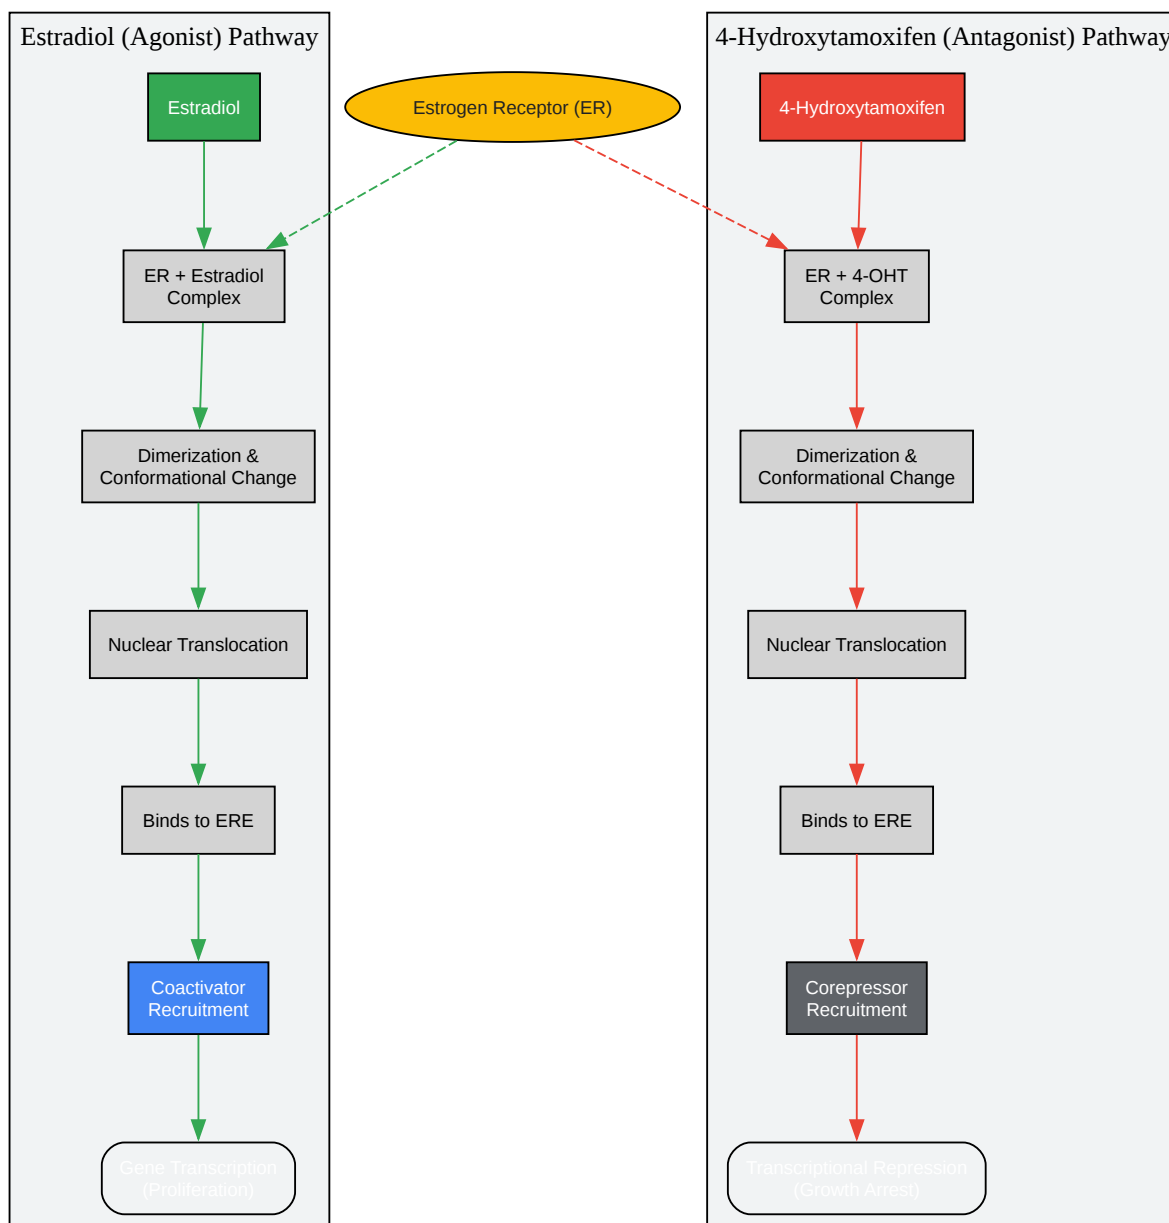 Estradiol (Agonist) Pathway
4-Hydroxytamoxifen (Antagonist) Pathway
Estradiol
Estrogen Receptor (ER)
4-Hydroxytamoxifen
ER + Estradiol
Complex
ER + 4-OHT
Complex
Dimerization &
Conformational Change
Dimerization &
Conformational Change
Nuclear Translocation
Nuclear Translocation
Binds to ERE
Binds to ERE
Coactivator
Recruitment
Corepressor
Recruitment
Gene Transcription
(Proliferation)
Transcriptional Repression
(Growth Arrest)